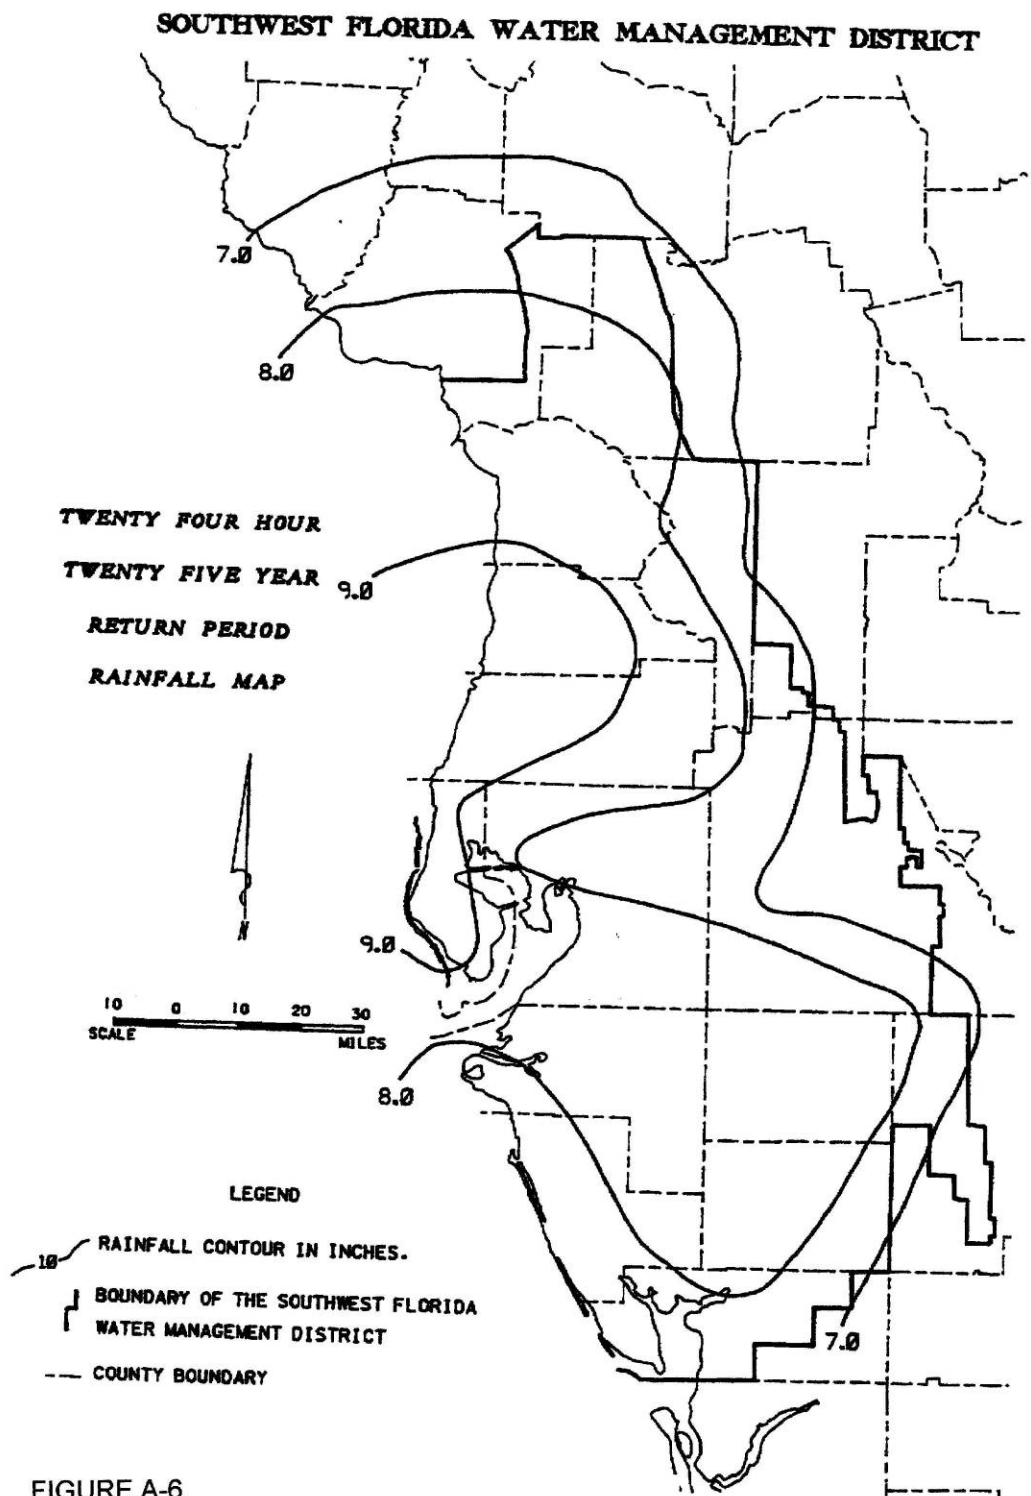 SOUTHWEST FLORIDA WATER MANAGEMENT DISTRICT
7.0
8.0
TWENTY FOUR HOUR
TWENTY FIVE YEAR
RETURN PERIOD
RAINFALL MAP
9.0
N
9.0
10 0 10 20 30
SCALE MILES
8.0
LEGEND
10 RAINFALL CONTOUR IN INCHES.
BOUNDARY OF THE SOUTHWEST FLORIDA
WATER MANAGEMENT DISTRICT
COUNTY BOUNDARY
7.0
FIGURE A-6